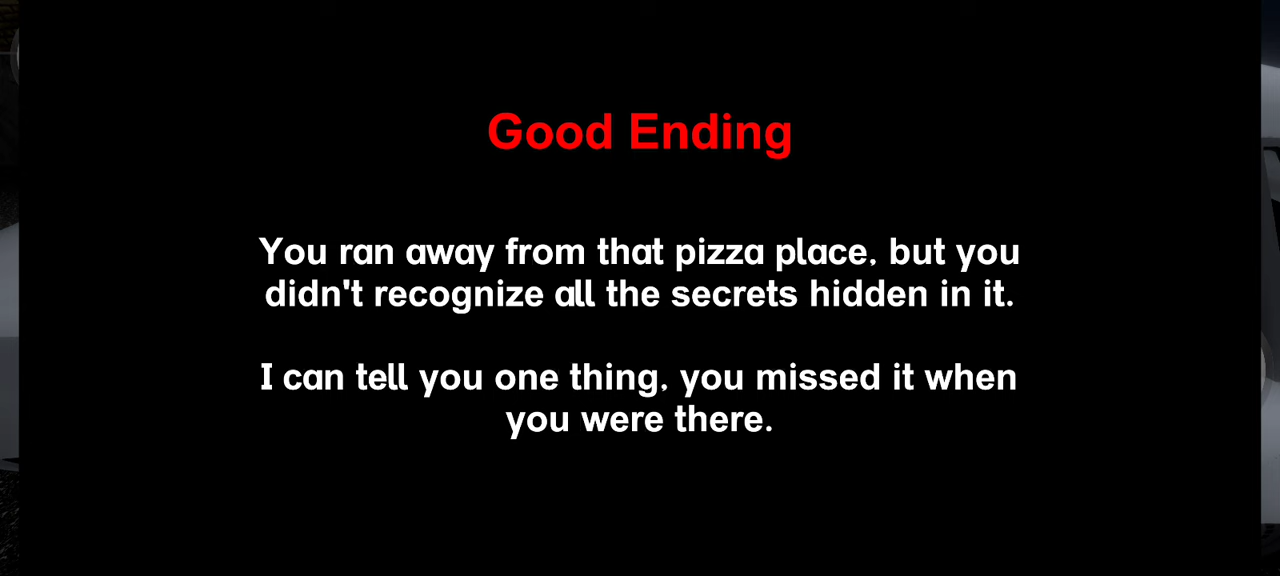 Good Ending
You ran away from that pizza place, but you
didn't recognize all the secrets hidden in it.
I can tell you one thing, you missed it when
you were there.